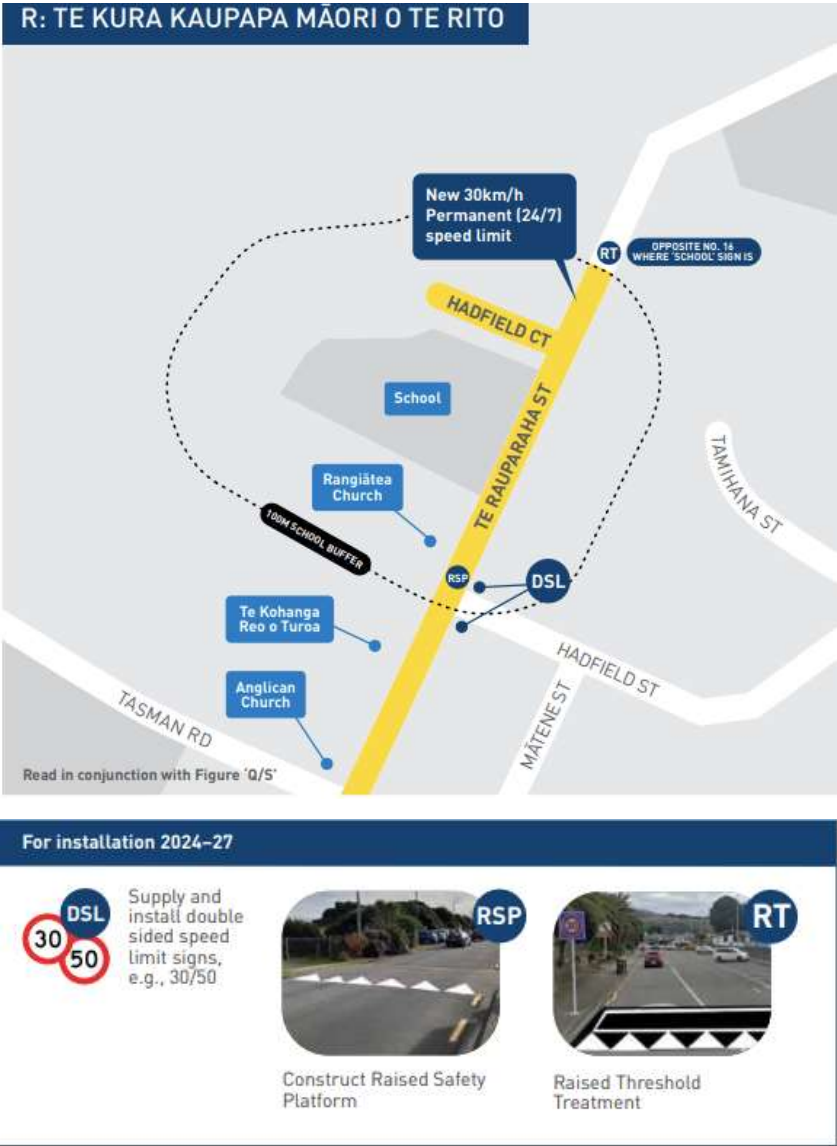 R: TE KURA KAUPAPA MĀORI O TE RITO
New 30km/h
Permanent (24/7)
speed limit
RT
OPPOSITE NO. 16
WHERE 'SCHOOL' SIGN IS
HADFIELD CT
School
TE RAUPARAHA ST
TAMIHANA ST
Rangiātea
Church
100M SCHOOL BUFFER
RSP
DSL
Te Kohanga
Reo o Turoa
HADFIELD ST
Anglican
Church
MĀTENE ST
TASMAN RD
Read in conjunction with Figure 'Q/S'
For installation 2024–27
DSL
30
50
Supply and
install double
sided speed
limit signs,
e.g., 30/50
RSP
Construct Raised Safety
Platform
RT
Raised Threshold
Treatment